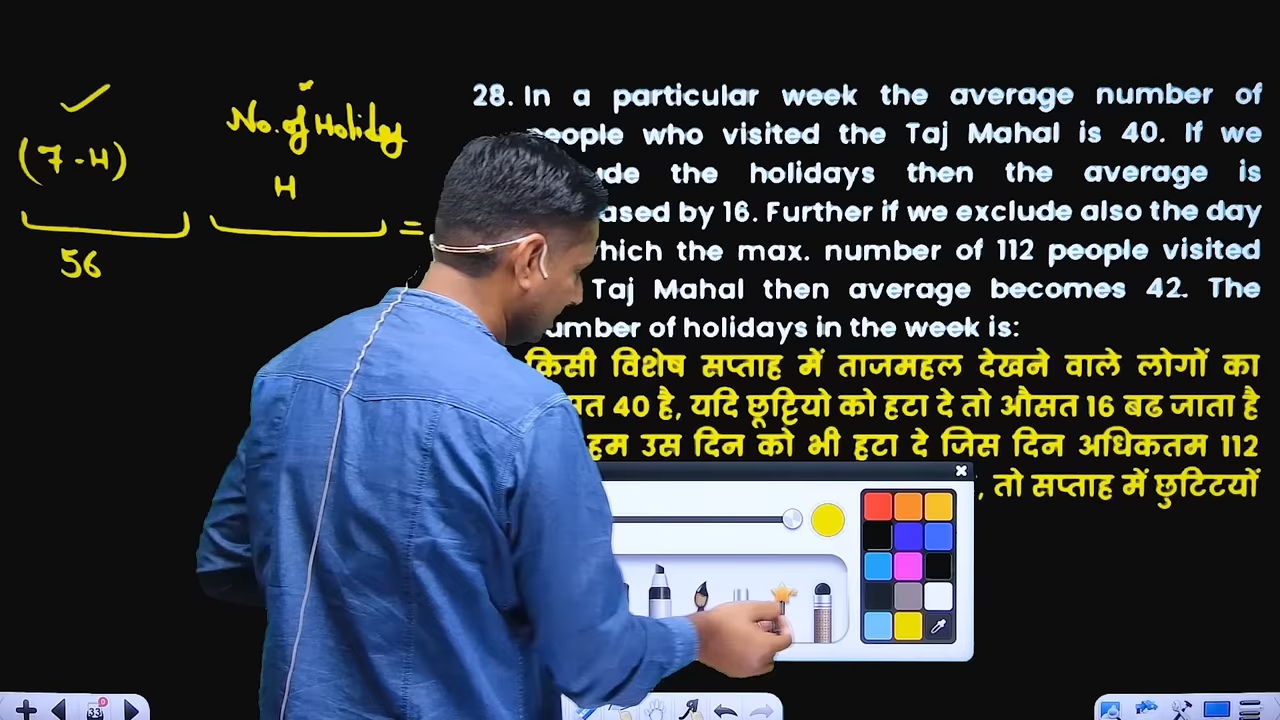 (7-H)
No. of Holiday
H
=
56
28. In a particular week the average number of
people who visited the Taj Mahal is 40. If we
the holidays then the average is
by 16. Further if we exclude also the day
which the max. number of 112 people visited
Taj Mahal then average becomes 42. The
number of holidays in the week is:
किसी विशेष सप्ताह में ताजमहल देखने वाले लोगों का
40 है, यदि छूट्टियो को हटा दे तो औसत 16 बढ जाता है
हम उस दिन को भी हटा दे जिस दिन अधिकतम 112
, तो सप्ताह में छुटिटयों
33